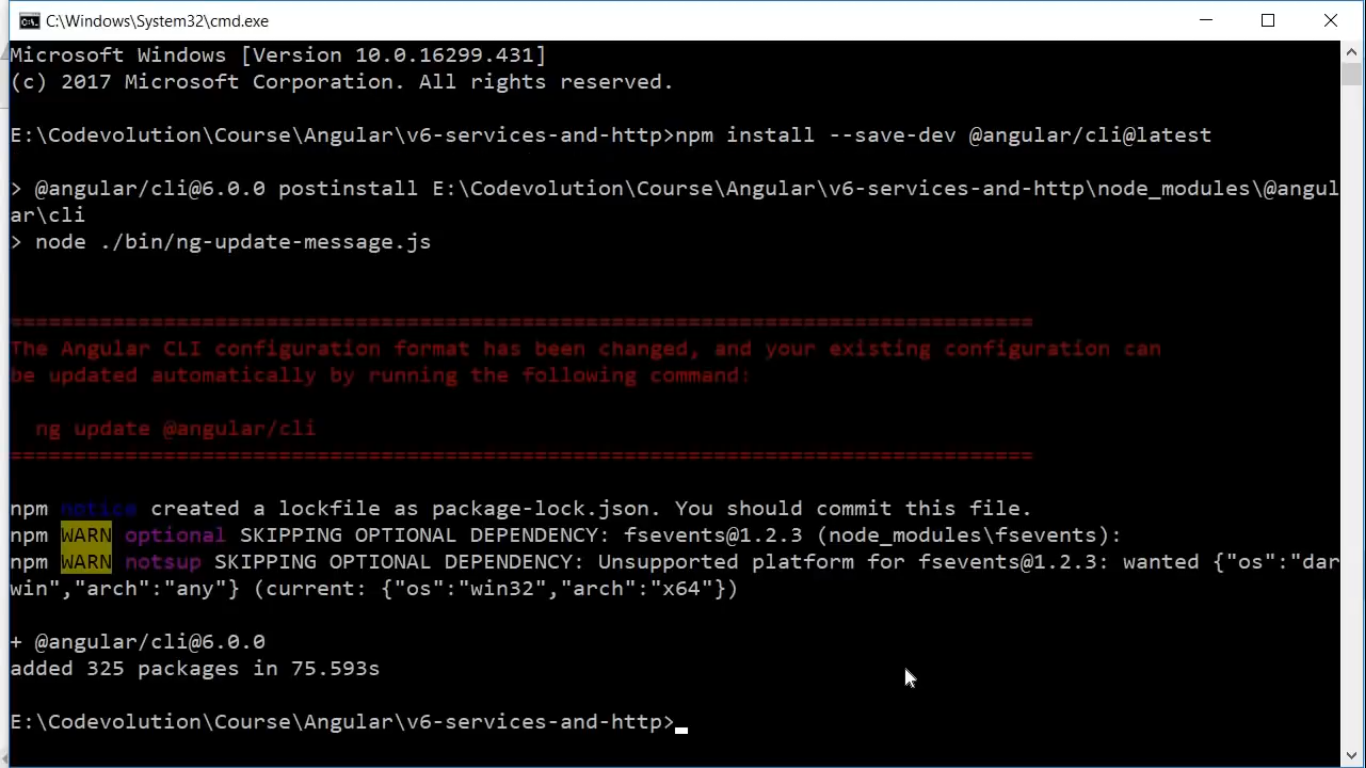 C:\Windows\System32\cmd.exe
Microsoft Windows [Version 10.0.16299.431]
(c) 2017 Microsoft Corporation. All rights reserved.
E:\Codevolution\Course\Angular\v6-services-and-http>npm install --save-dev @angular/cli@latest
> @angular/cli@6.0.0 postinstall E:\Codevolution\Course\Angular\v6-services-and-http\node_modules\@angul
ar\cli
> node ./bin/ng-update-message.js
================================================================================
The Angular CLI configuration format has been changed, and your existing configuration can
be updated automatically by running the following command:
ng update @angular/cli
================================================================================
npm notice created a lockfile as package-lock.json. You should commit this file.
npm WARN optional SKIPPING OPTIONAL DEPENDENCY: fsevents@1.2.3 (node_modules\fsevents):
npm WARN notsup SKIPPING OPTIONAL DEPENDENCY: Unsupported platform for fsevents@1.2.3: wanted {"os":"dar
win","arch":"any"} (current: {"os":"win32","arch":"x64"})
+ @angular/cli@6.0.0
added 325 packages in 75.593s
E:\Codevolution\Course\Angular\v6-services-and-http>